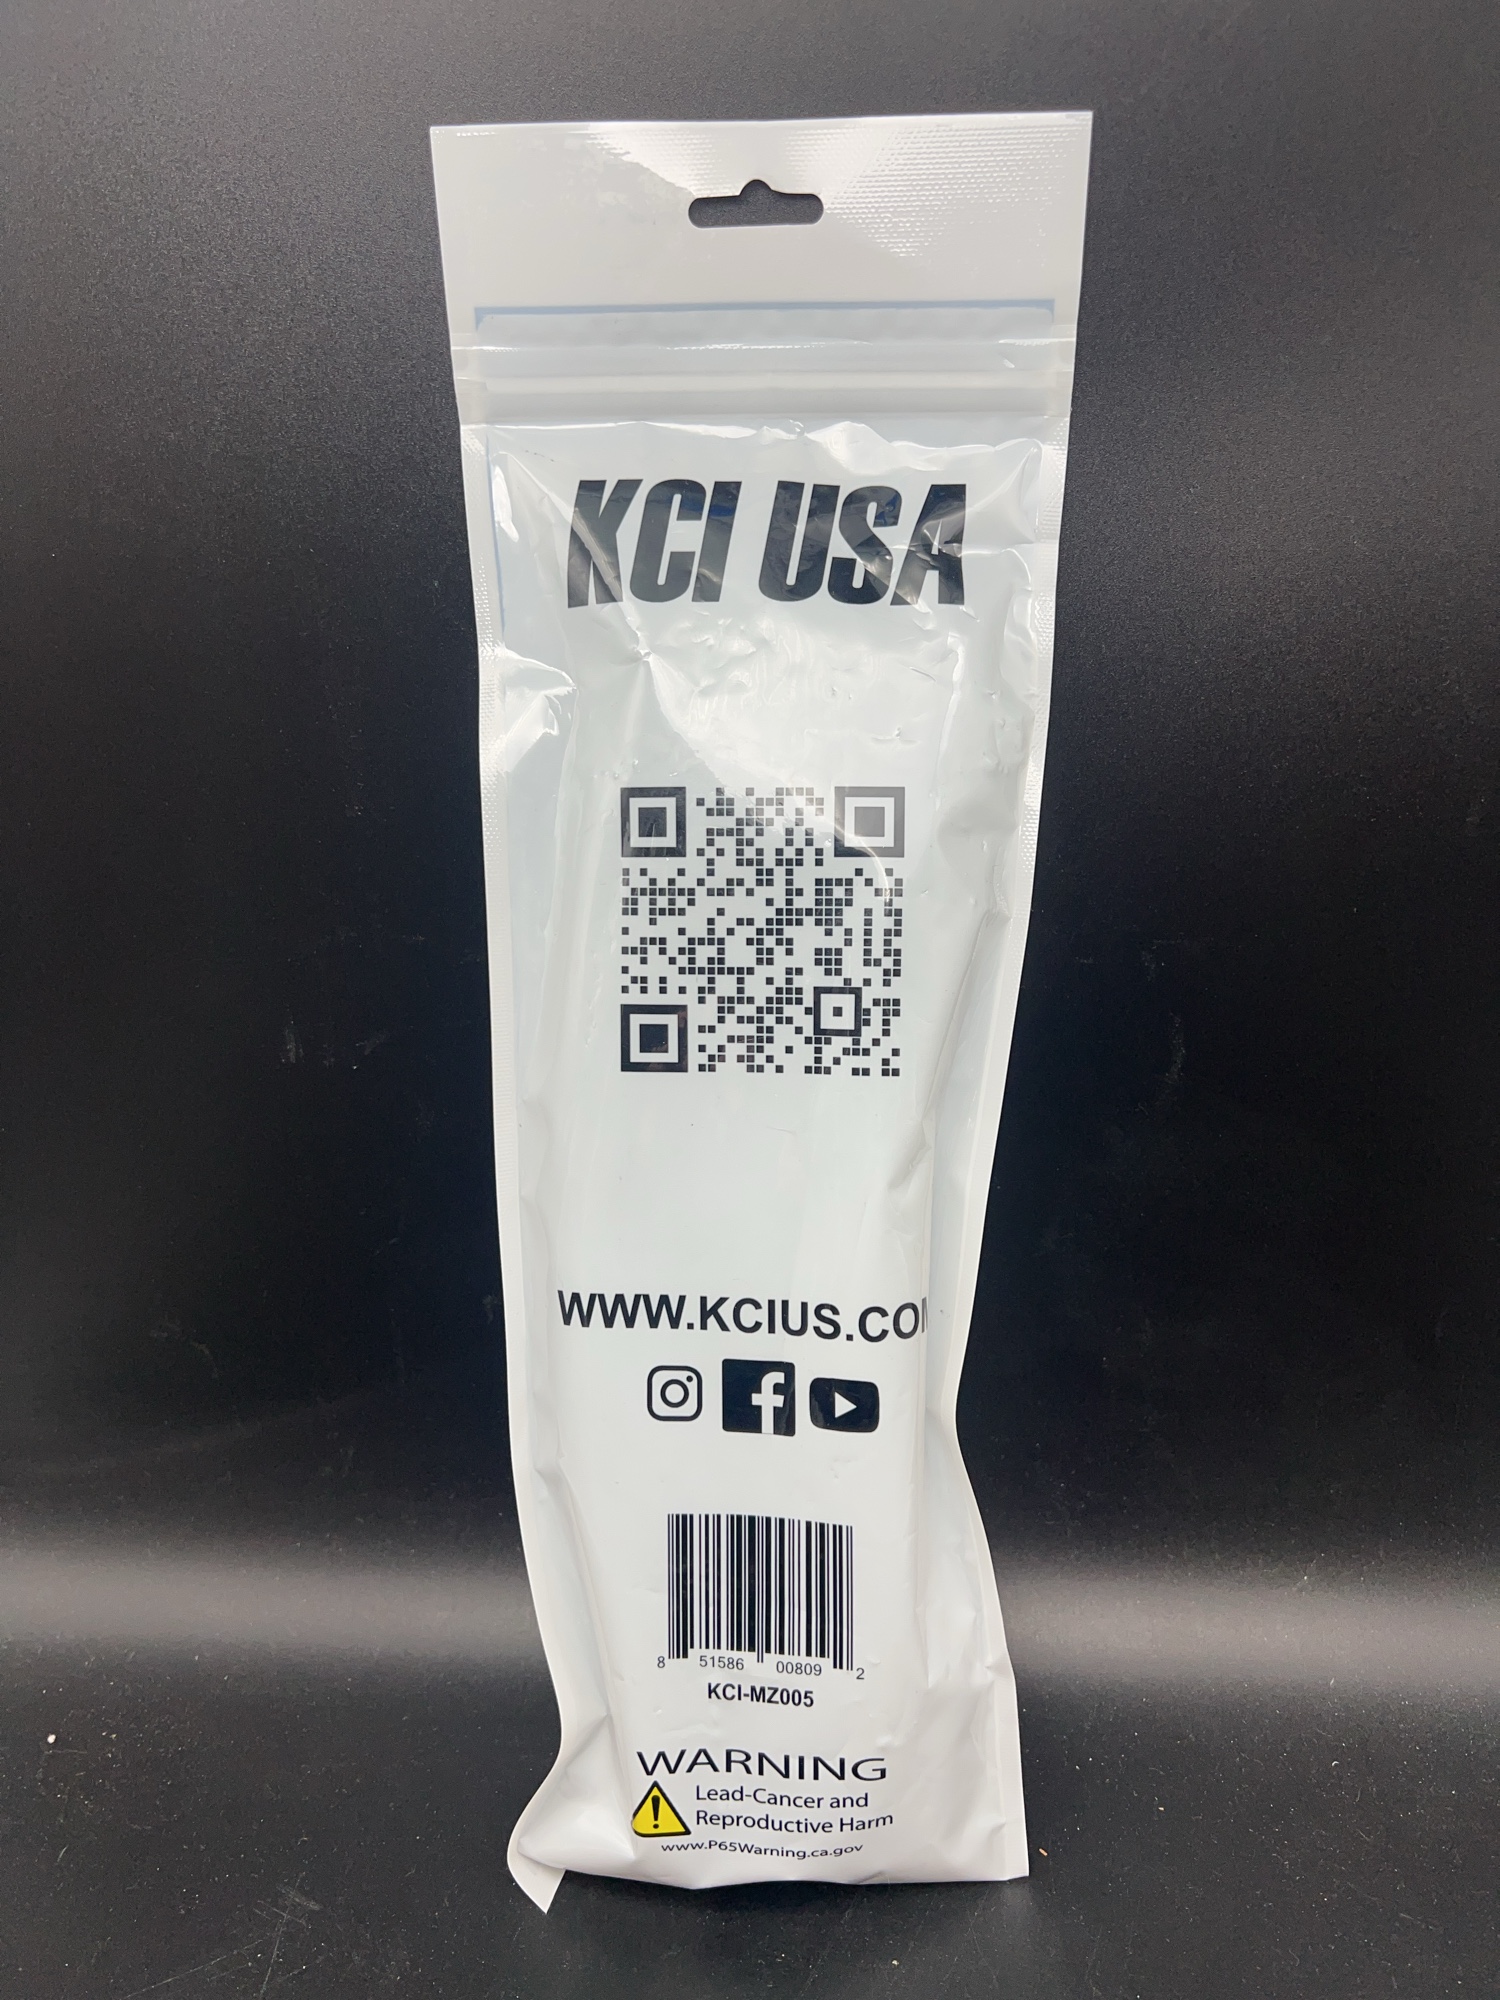 KCI USA
WWW.KCIUS.COM
8 51586 00809 2
KCI-MZ005
WARNING
Lead-Cancer and
Reproductive Harm
www.P65Warning.ca.gov